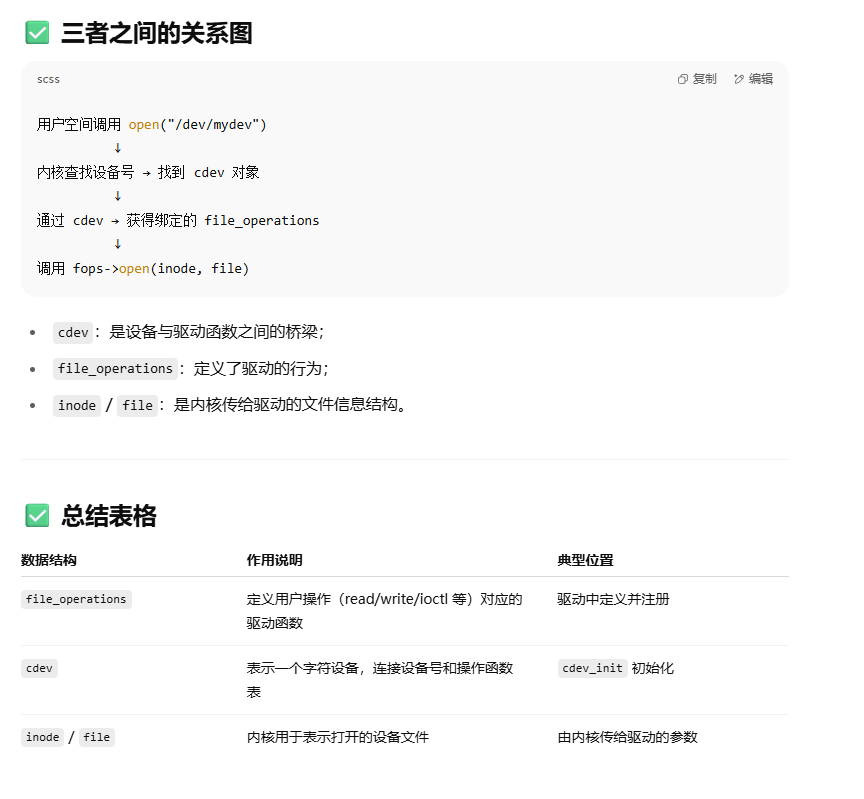 ✅ 三者之间的关系图
scss 复制 编辑
用户空间调用 open("/dev/mydev")
↓
内核查找设备号 → 找到 cdev 对象
↓
通过 cdev → 获得绑定的 file_operations
↓
调用 fops->open(inode, file)
• cdev：是设备与驱动函数之间的桥梁；
• file_operations：定义了驱动的行为；
• inode / file：是内核传给驱动的文件信息结构。
✅ 总结表格
数据结构 作用说明 典型位置
file_operations 定义用户操作（read/write/ioctl 等）对应的 驱动中定义并注册
驱动函数
cdev 表示一个字符设备，连接设备号和操作函数 cdev_init 初始化
表
inode / file 内核用于表示打开的设备文件 由内核传给驱动的参数